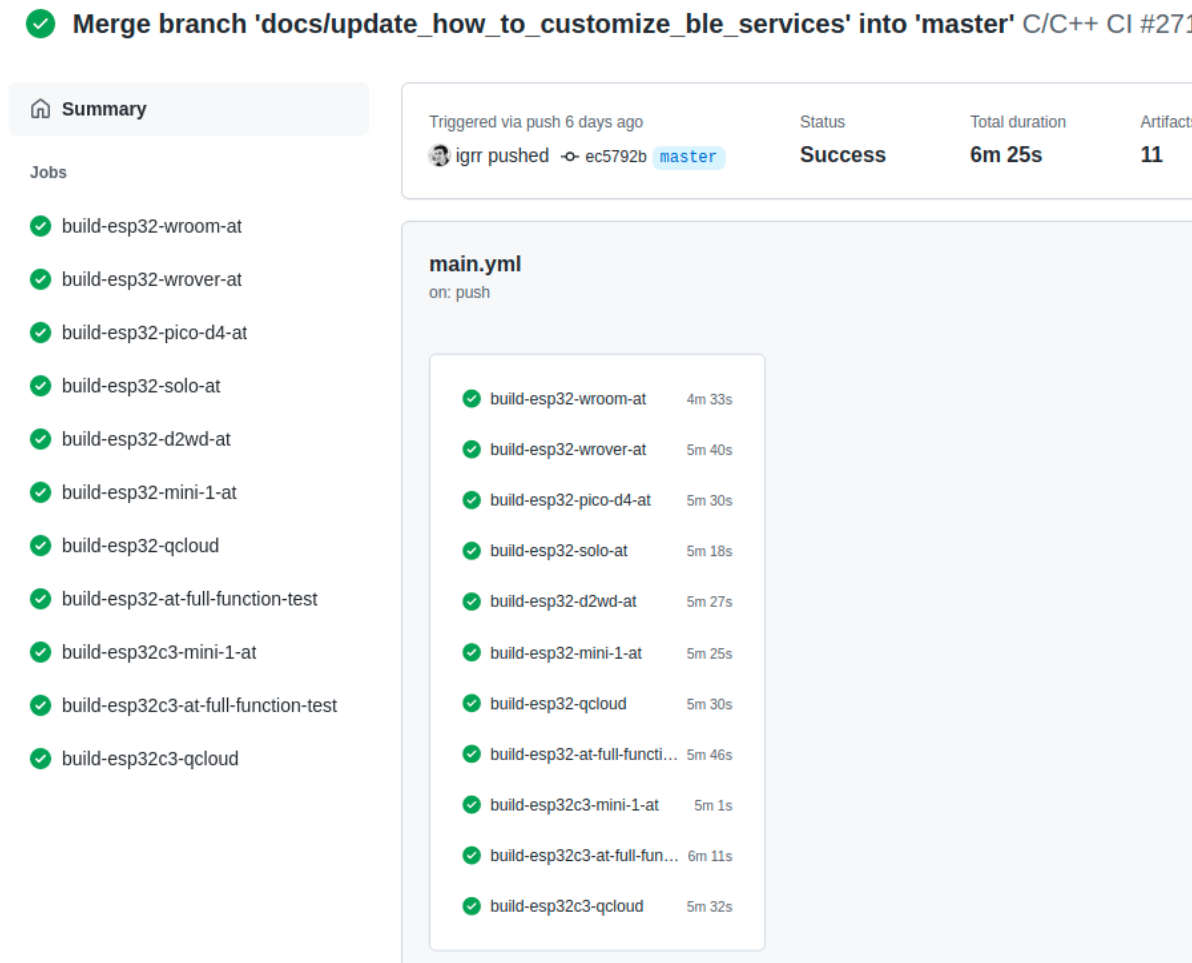 Merge branch 'docs/update_how_to_customize_ble_services' into 'master' C/C++ CI #271
Summary
Jobs
build-esp32-wroom-at
build-esp32-wrover-at
build-esp32-pico-d4-at
build-esp32-solo-at
build-esp32-d2wd-at
build-esp32-mini-1-at
build-esp32-qcloud
build-esp32-at-full-function-test
build-esp32c3-mini-1-at
build-esp32c3-at-full-function-test
build-esp32c3-qcloud
Triggered via push 6 days ago
igrr pushed ec5792b master
Status
Success
Total duration
6m 25s
Artifacts
11
main.yml
on: push
build-esp32-wroom-at 4m 33s
build-esp32-wrover-at 5m 40s
build-esp32-pico-d4-at 5m 30s
build-esp32-solo-at 5m 18s
build-esp32-d2wd-at 5m 27s
build-esp32-mini-1-at 5m 25s
build-esp32-qcloud 5m 30s
build-esp32-at-full-functi... 5m 46s
build-esp32c3-mini-1-at 5m 1s
build-esp32c3-at-full-fun... 6m 11s
build-esp32c3-qcloud 5m 32s